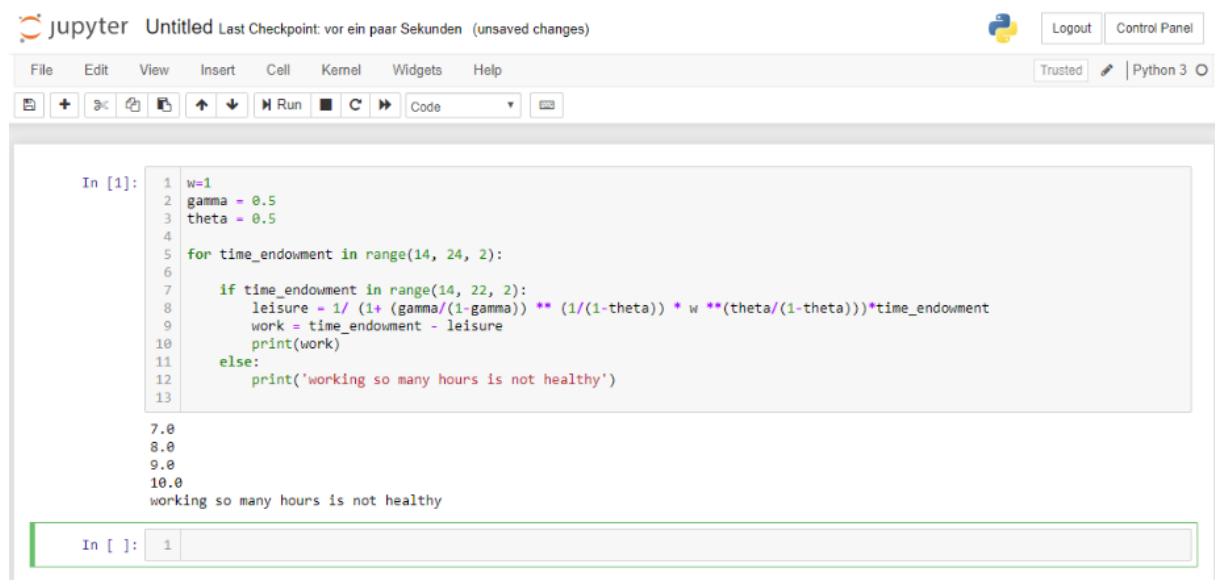 jupyter Untitled Last Checkpoint: vor ein paar Sekunden (unsaved changes) Logout Control Panel
File Edit View Insert Cell Kernel Widgets Help Trusted Python 3
Run Code
In [1]: 1 w=1
2 gamma = 0.5
3 theta = 0.5
4
5 for time_endowment in range(14, 24, 2):
6
7     if time_endowment in range(14, 22, 2):
8         leisure = 1/ (1+ (gamma/(1-gamma)) ** (1/(1-theta)) * w **(theta/(1-theta)))*time_endowment
9         work = time_endowment - leisure
10         print(work)
11     else:
12         print('working so many hours is not healthy')
13
7.0
8.0
9.0
10.0
working so many hours is not healthy
In [ ]: 1